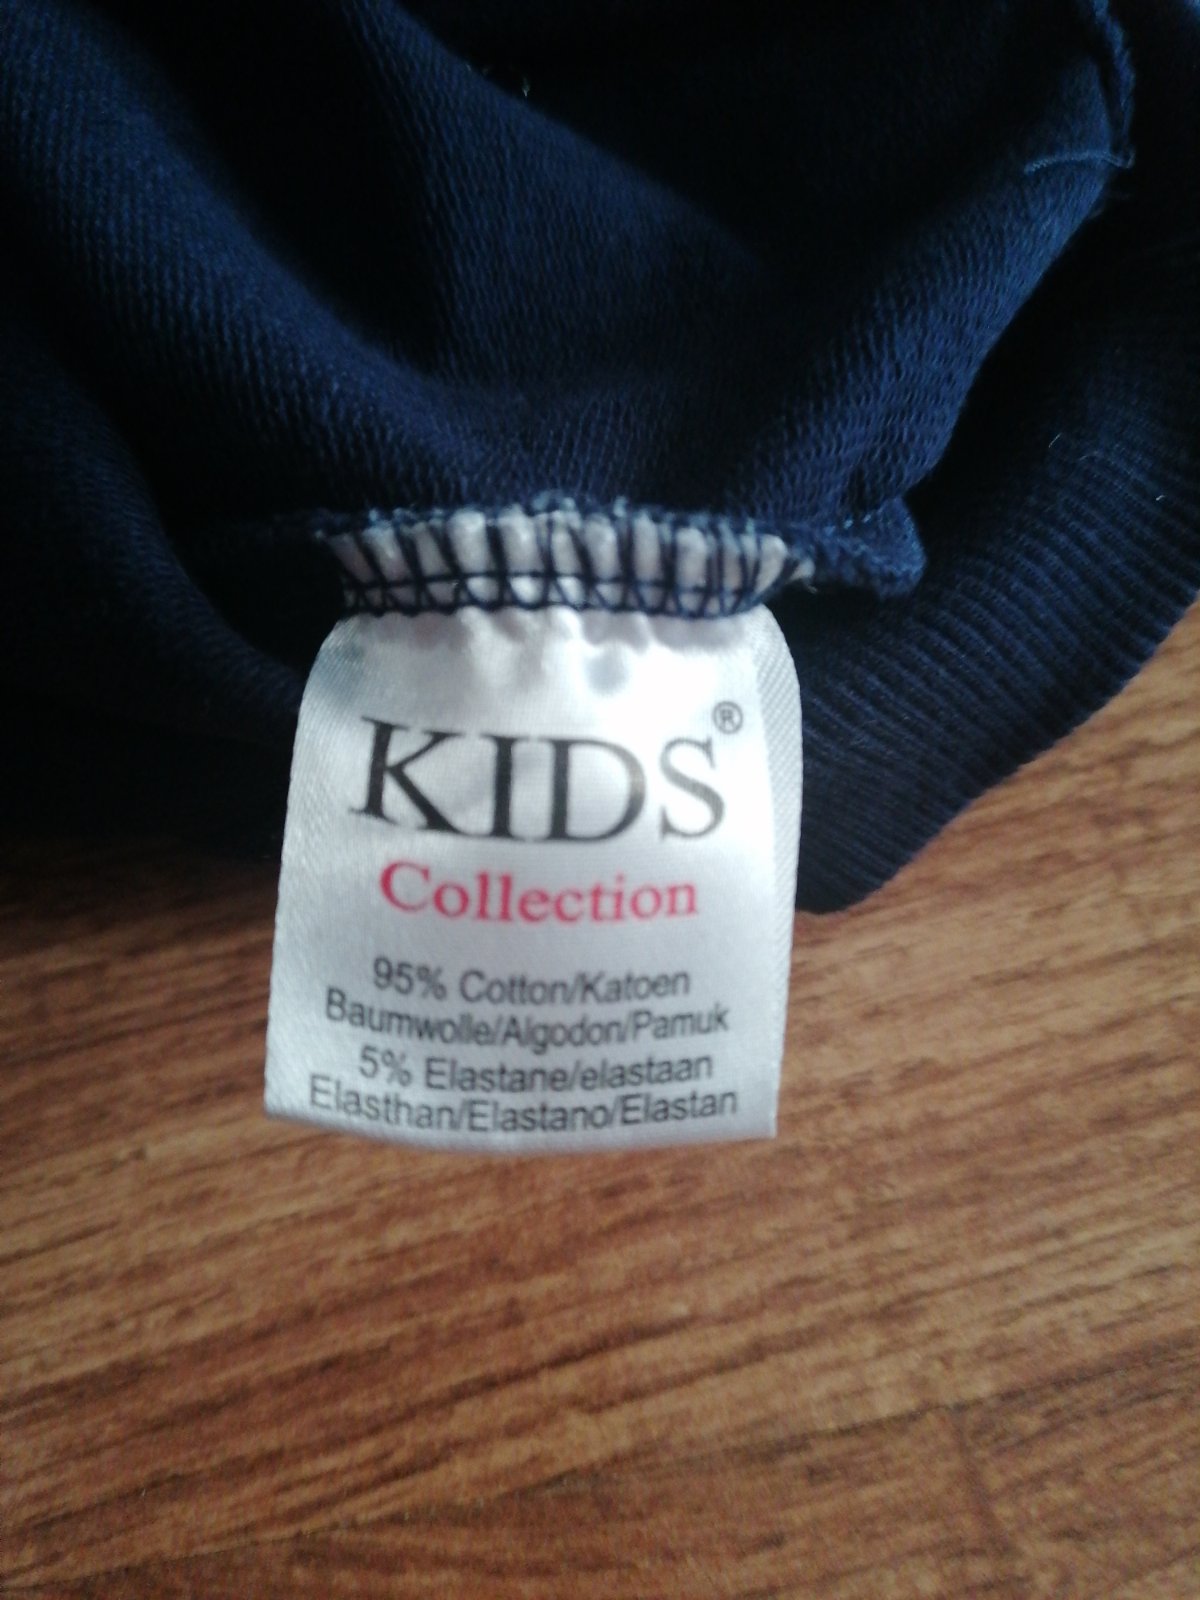 KIDS®
Collection
95% Cotton/Katoen
Baumwolle/Algodon/Pamuk
5% Elastane/elastaan
Elasthan/Elastano/Elastan